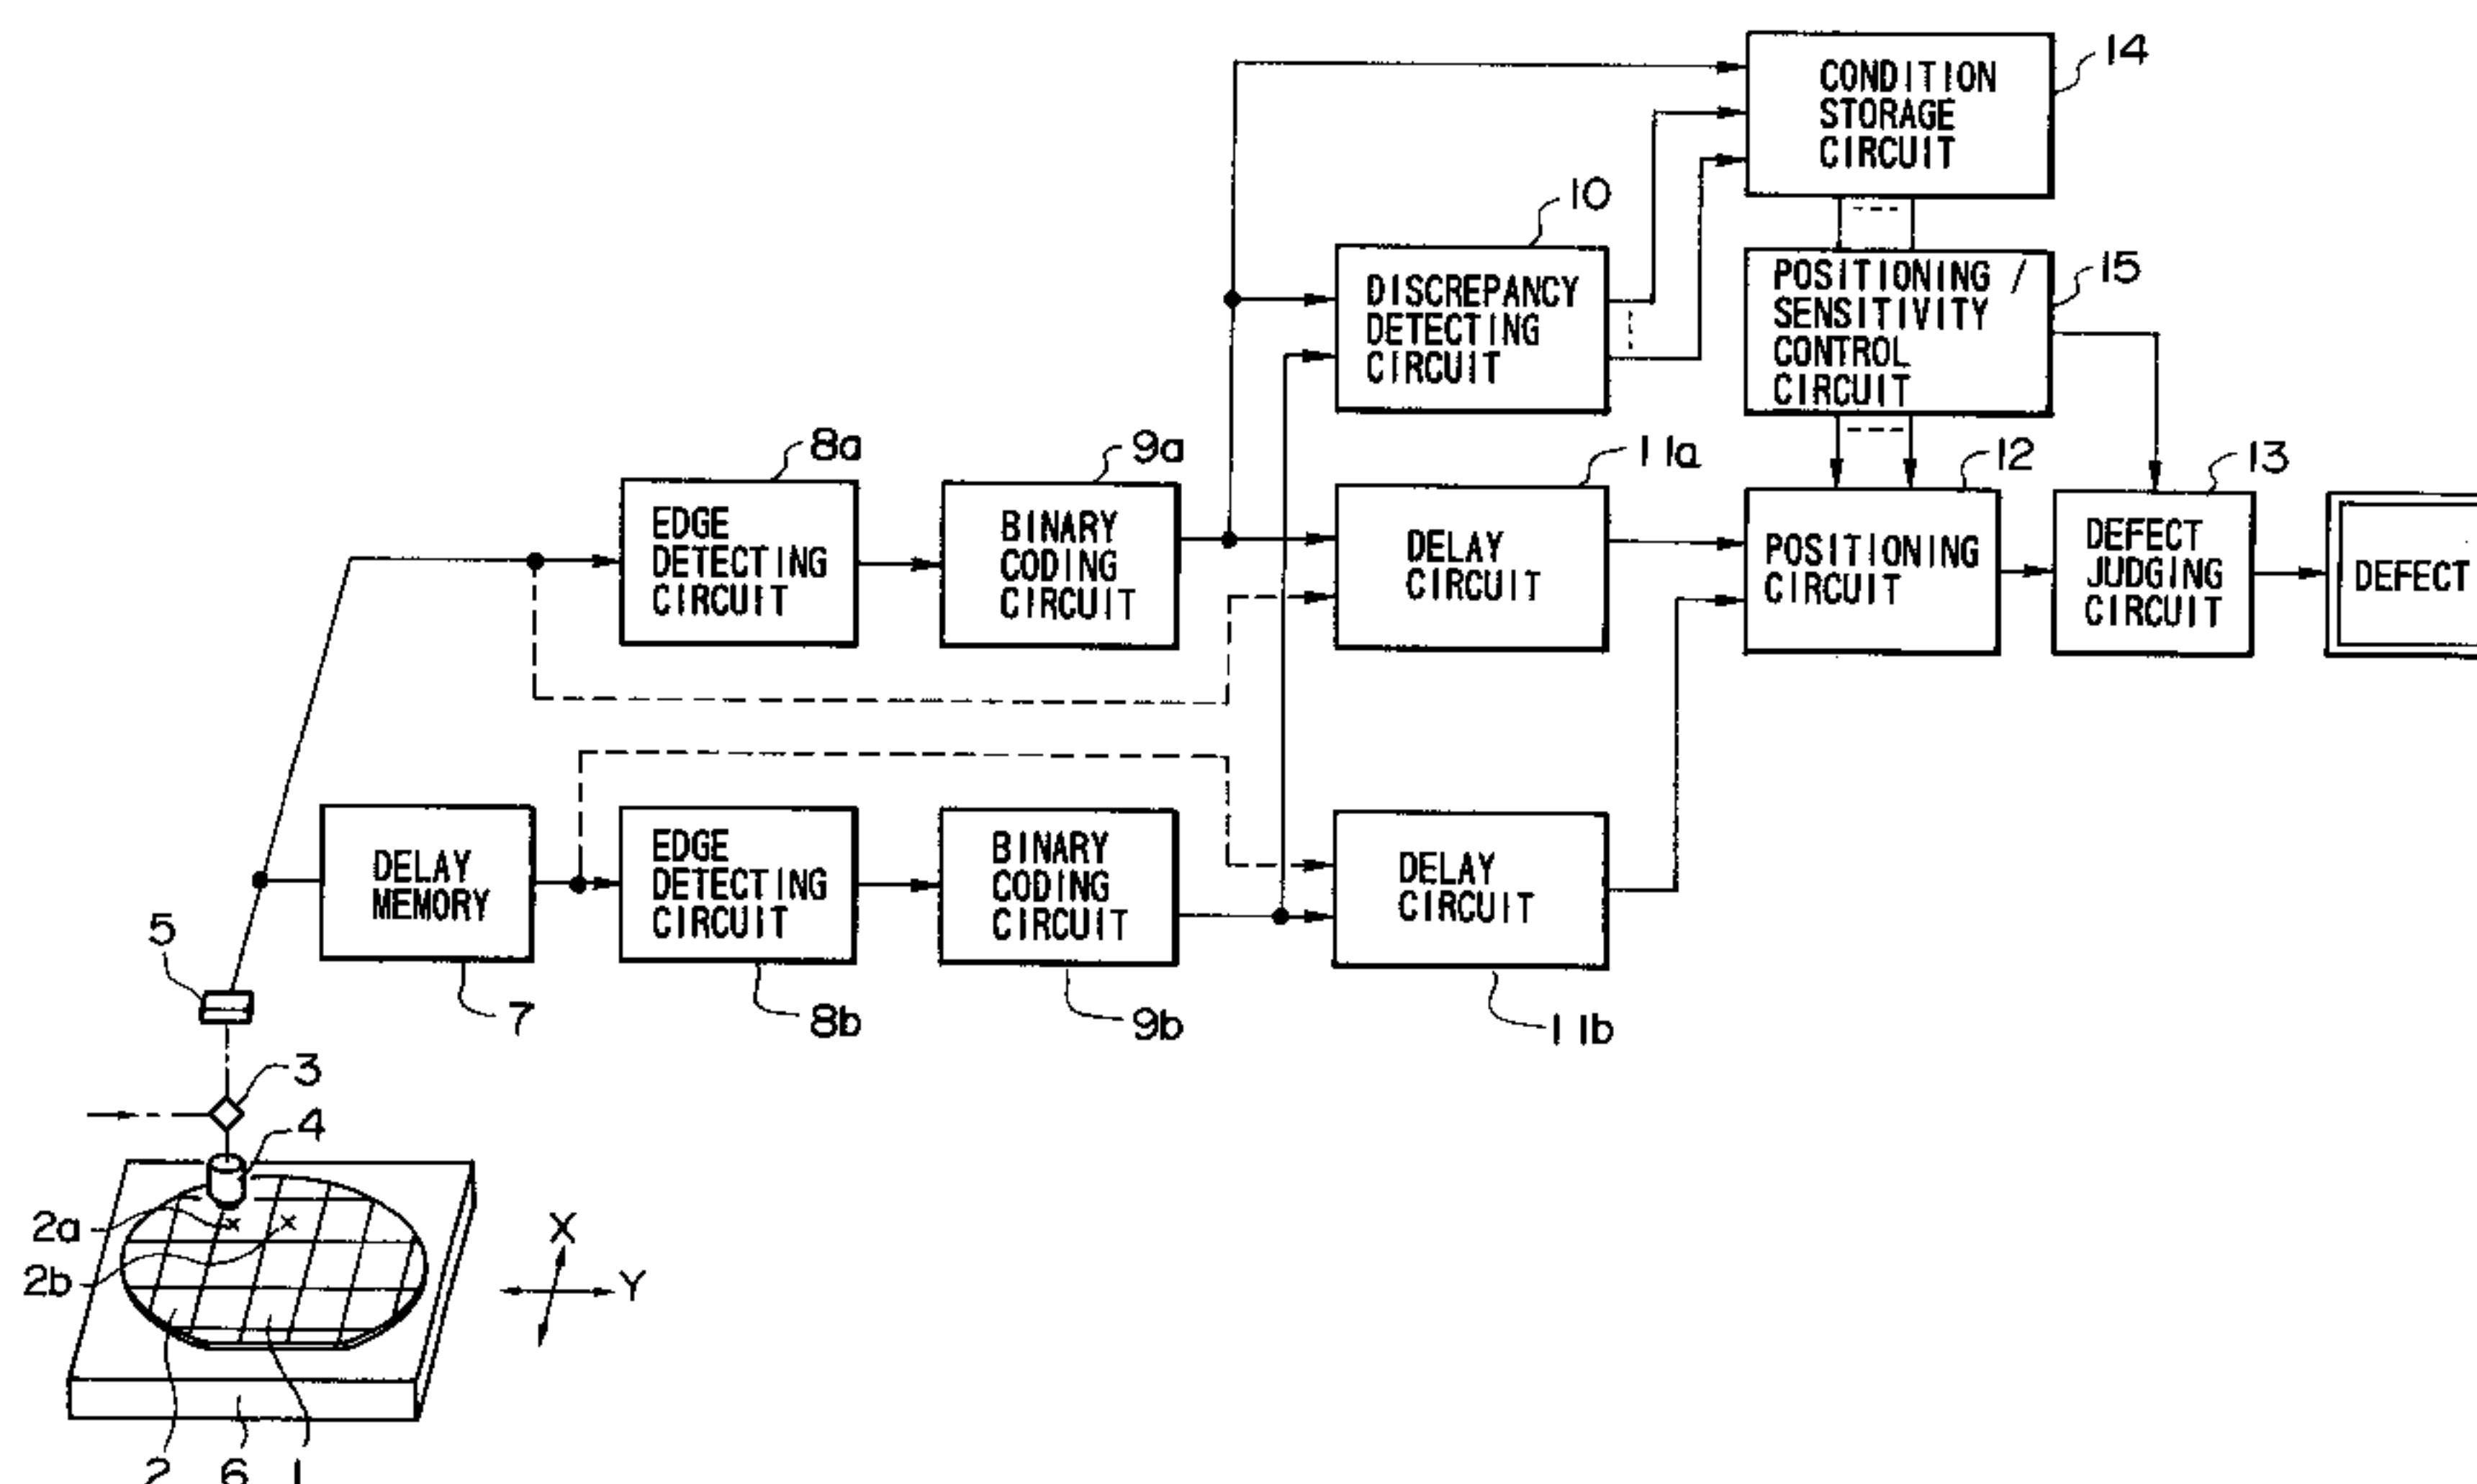 14
CONDITION
STORAGE
CIRCUIT
10
DISCREPANCY
DETECTING
CIRCUIT
15
POSITIONING /
SENSITIVITY
CONTROL
CIRCUIT
8a
EDGE
DETECTING
CIRCUIT
9a
BINARY
CODING
CIRCUIT
11a
DELAY
CIRCUIT
12
POSITIONING
CIRCUIT
13
DEFECT
JUDGING
CIRCUIT
DEFECT
DELAY
MEMORY
7
EDGE
DETECTING
CIRCUIT
8b
BINARY
CODING
CIRCUIT
9b
DELAY
CIRCUIT
11b
5
3
4
2a
2b
X
Y
2 6 1